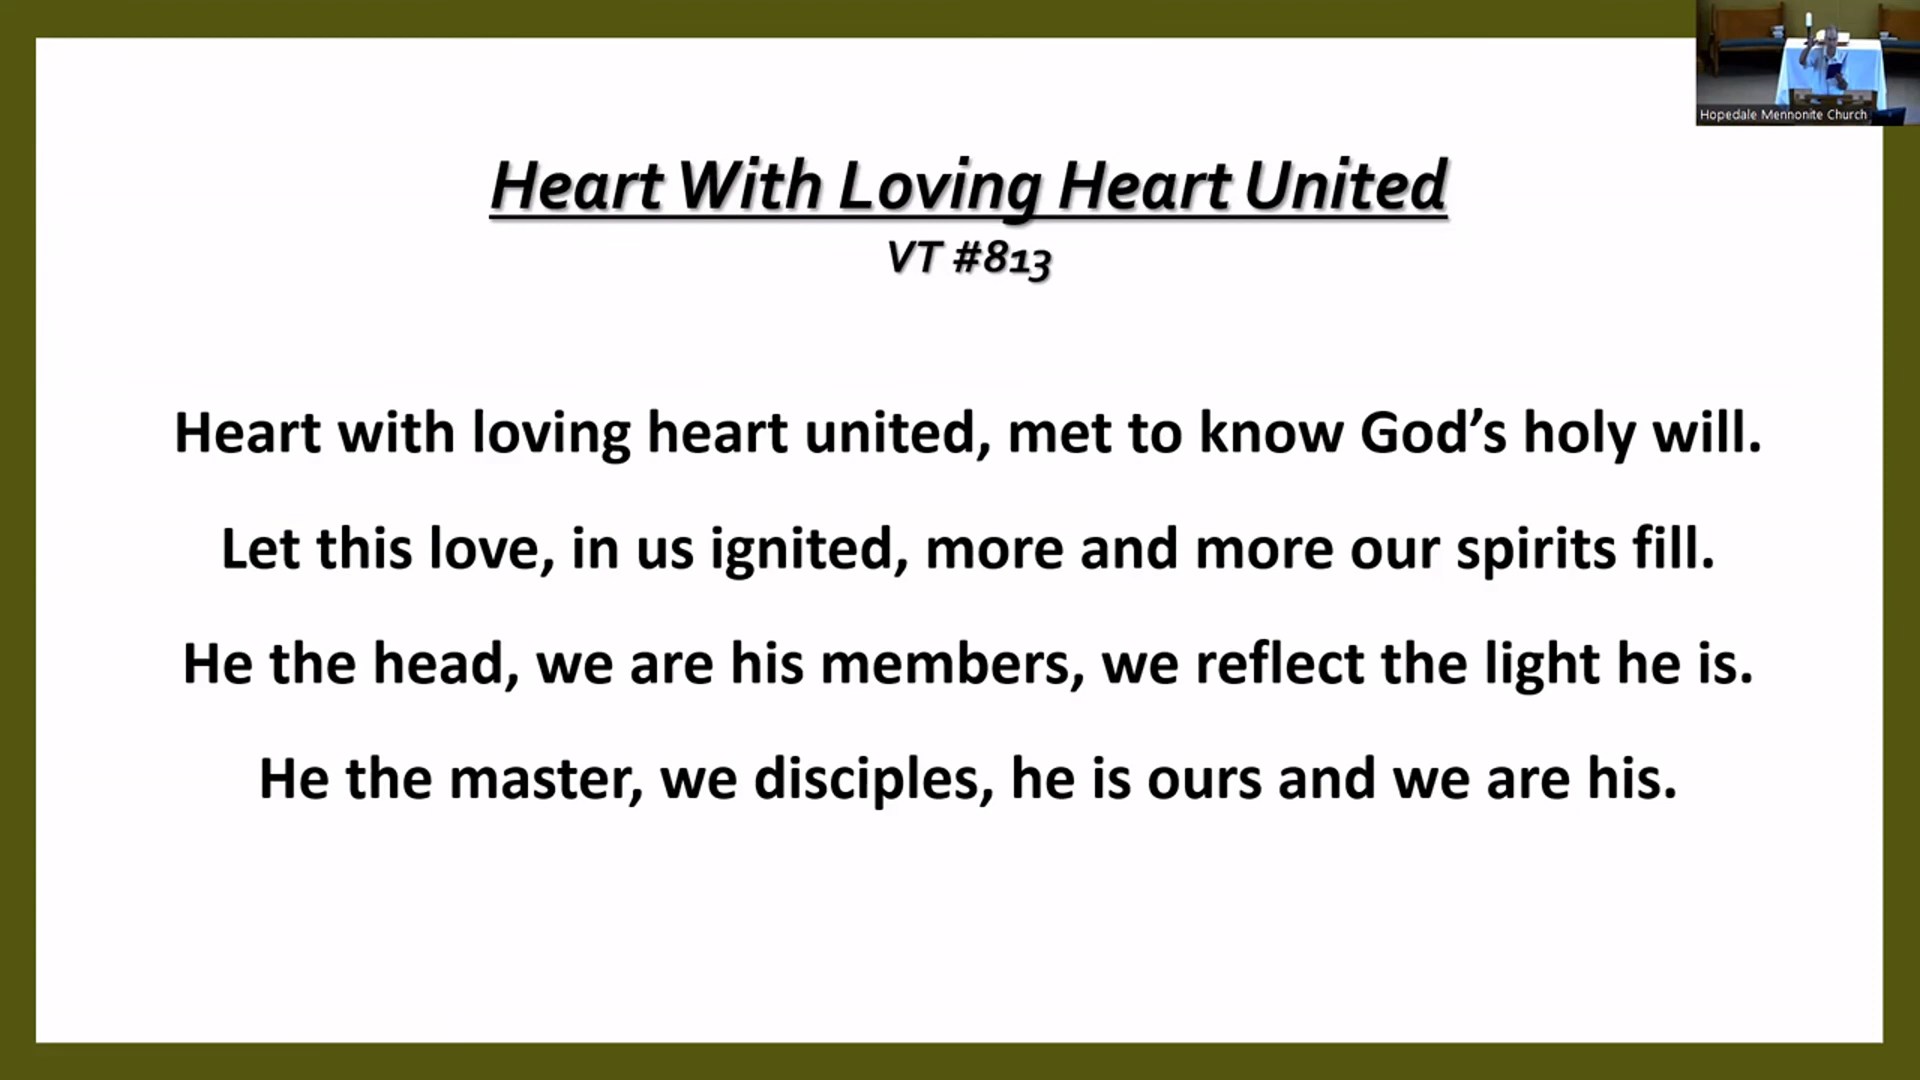 Hopedale Mennonite Church
Heart With Loving Heart United
VT #813
Heart with loving heart united, met to know God’s holy will.
Let this love, in us ignited, more and more our spirits fill.
He the head, we are his members, we reflect the light he is.
He the master, we disciples, he is ours and we are his.